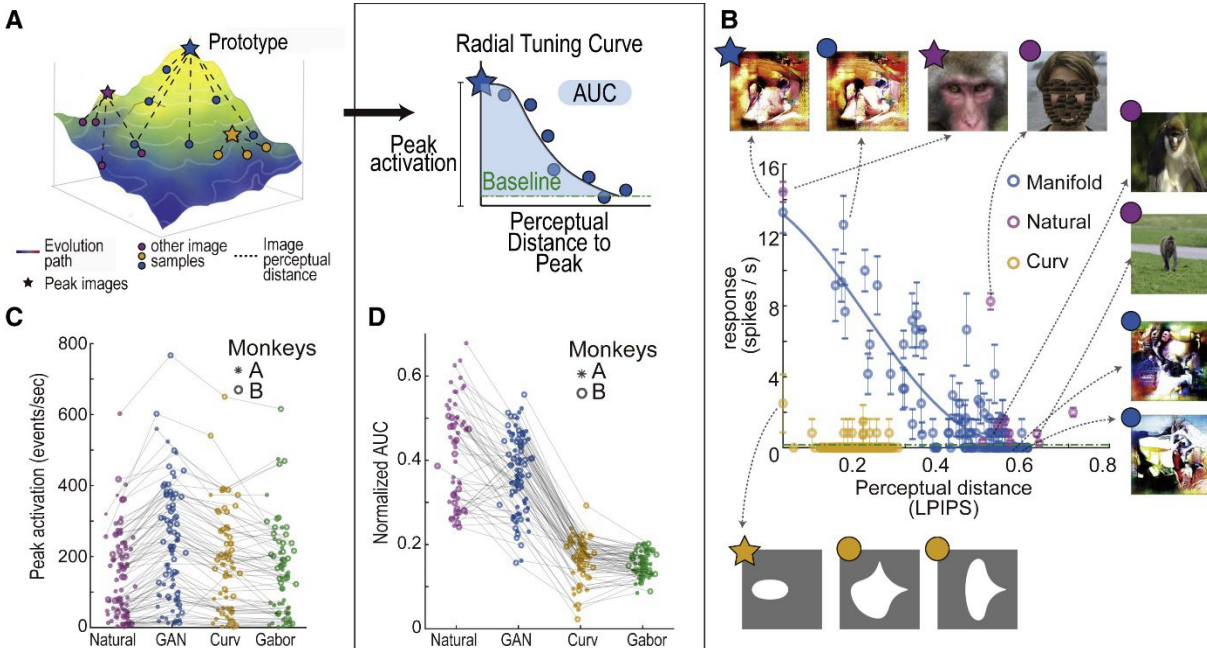 A
Prototype
Evolution
path
other image
samples
Image
perceptual
distance
Peak images
Radial Tuning Curve
AUC
Peak
activation
Baseline
Perceptual
Distance to
Peak
B
16
12
8
4
0
response
(spikes / s)
Manifold
Natural
Curv
0.2
0.4
0.6
0.8
Perceptual distance
(LPIPS)
C
800
600
400
200
0
Peak activation (events/sec)
Monkeys
A
B
Natural
GAN
Curv
Gabor
D
0.6
0.4
0.2
0
Normalized AUC
Monkeys
A
B
Natural
GAN
Curv
Gabor